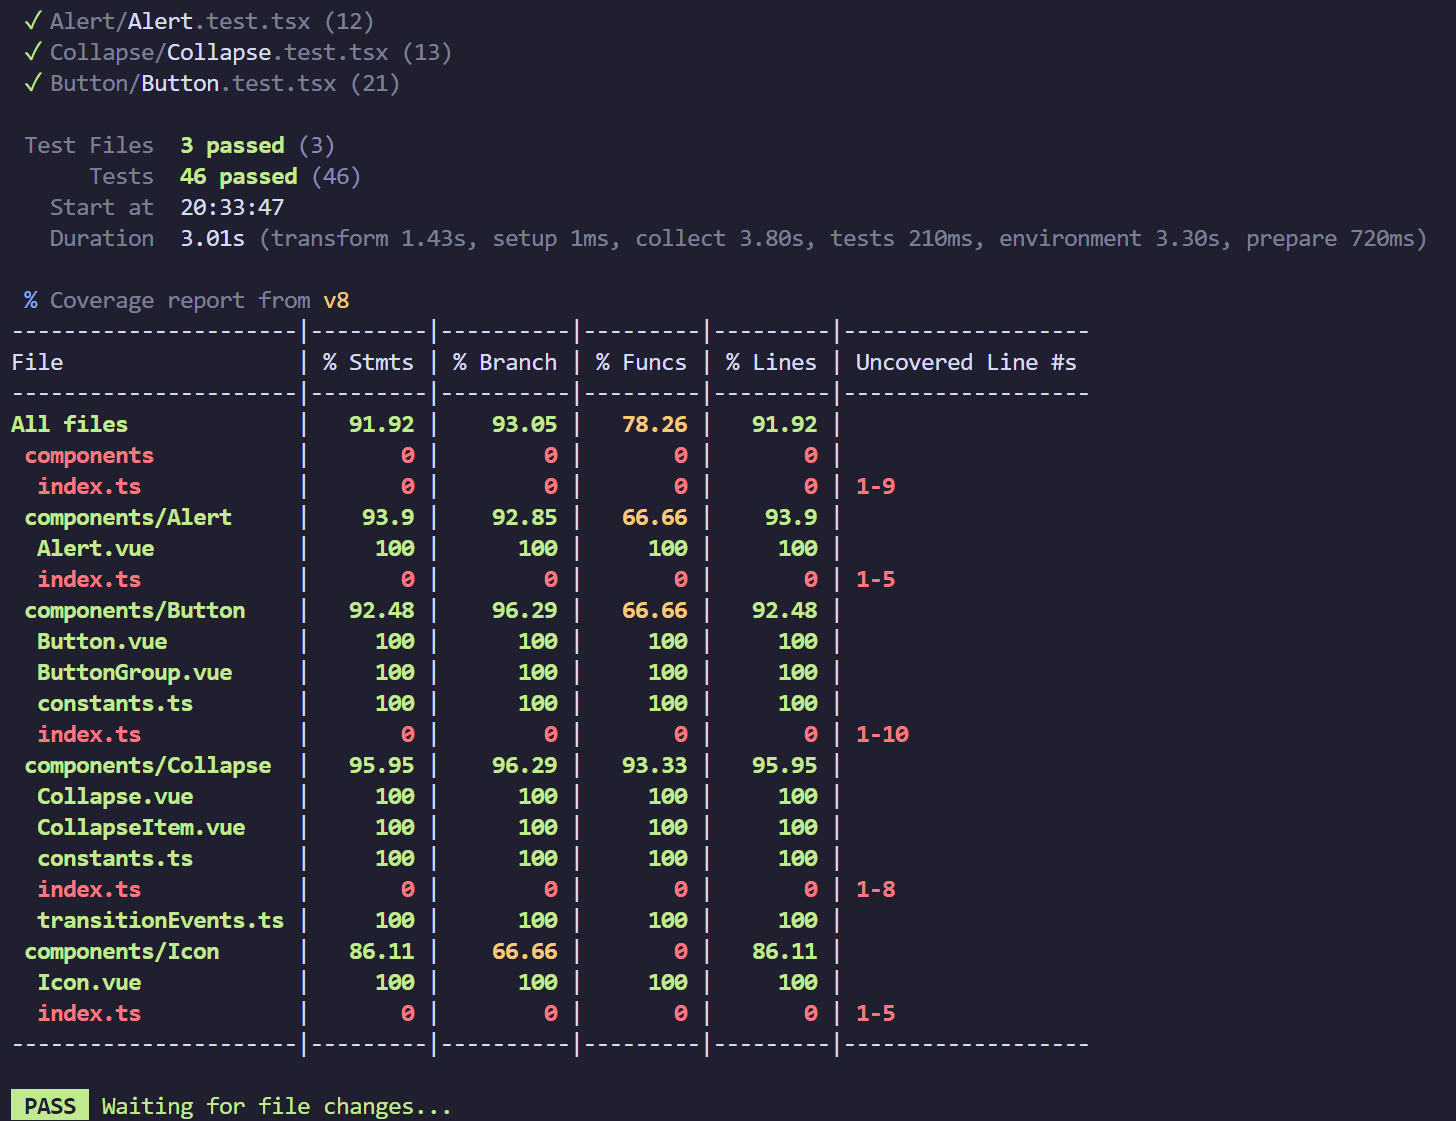 ✓ Alert/Alert.test.tsx (12)
✓ Collapse/Collapse.test.tsx (13)
✓ Button/Button.test.tsx (21)

Test Files  3 passed (3)
     Tests  46 passed (46)
  Start at  20:33:47
  Duration  3.01s (transform 1.43s, setup 1ms, collect 3.80s, tests 210ms, environment 3.30s, prepare 720ms)

% Coverage report from v8
----------------------|---------|----------|---------|---------|-------------------
File                  | % Stmts | % Branch | % Funcs | % Lines | Uncovered Line #s
----------------------|---------|----------|---------|---------|-------------------
All files             |   91.92 |    93.05 |   78.26 |   91.92 |
 components           |       0 |        0 |       0 |       0 |
  index.ts            |       0 |        0 |       0 |       0 | 1-9
 components/Alert     |    93.9 |    92.85 |   66.66 |    93.9 |
  Alert.vue           |     100 |      100 |     100 |     100 |
  index.ts            |       0 |        0 |       0 |       0 | 1-5
 components/Button    |   92.48 |    96.29 |   66.66 |   92.48 |
  Button.vue          |     100 |      100 |     100 |     100 |
  ButtonGroup.vue     |     100 |      100 |     100 |     100 |
  constants.ts        |     100 |      100 |     100 |     100 |
  index.ts            |       0 |        0 |       0 |       0 | 1-10
 components/Collapse  |   95.95 |    96.29 |   93.33 |   95.95 |
  Collapse.vue        |     100 |      100 |     100 |     100 |
  CollapseItem.vue    |     100 |      100 |     100 |     100 |
  constants.ts        |     100 |      100 |     100 |     100 |
  index.ts            |       0 |        0 |       0 |       0 | 1-8
  transitionEvents.ts |     100 |      100 |     100 |     100 |
 components/Icon      |   86.11 |    66.66 |       0 |   86.11 |
  Icon.vue            |     100 |      100 |     100 |     100 |
  index.ts            |       0 |        0 |       0 |       0 | 1-5
----------------------|---------|----------|---------|---------|-------------------

PASS  Waiting for file changes...